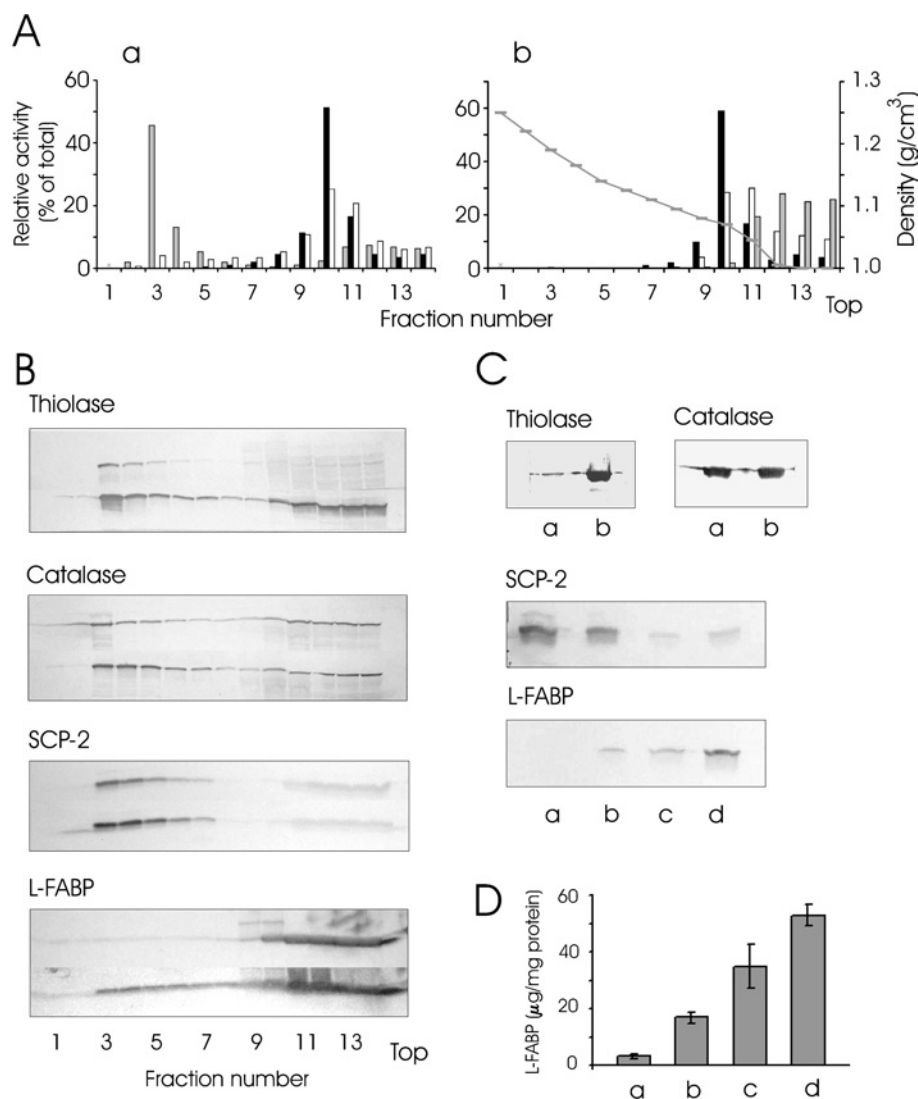 A
a
b
Relative activity
(% of total)
60
40
20
0
1 3 5 7 9 11 13
60
40
20
0
1 3 5 7 9 11 13 Top
1.3
1.2
1.1
1.0
Density (g/cm³)
Fraction number
B
Thiolase
Catalase
SCP-2
L-FABP
1 3 5 7 9 11 13 Top
Fraction number
C
Thiolase
Catalase
a b
a b
SCP-2
L-FABP
a b c d
D
L-FABP (µg/mg protein)
60
40
20
0
a b c d